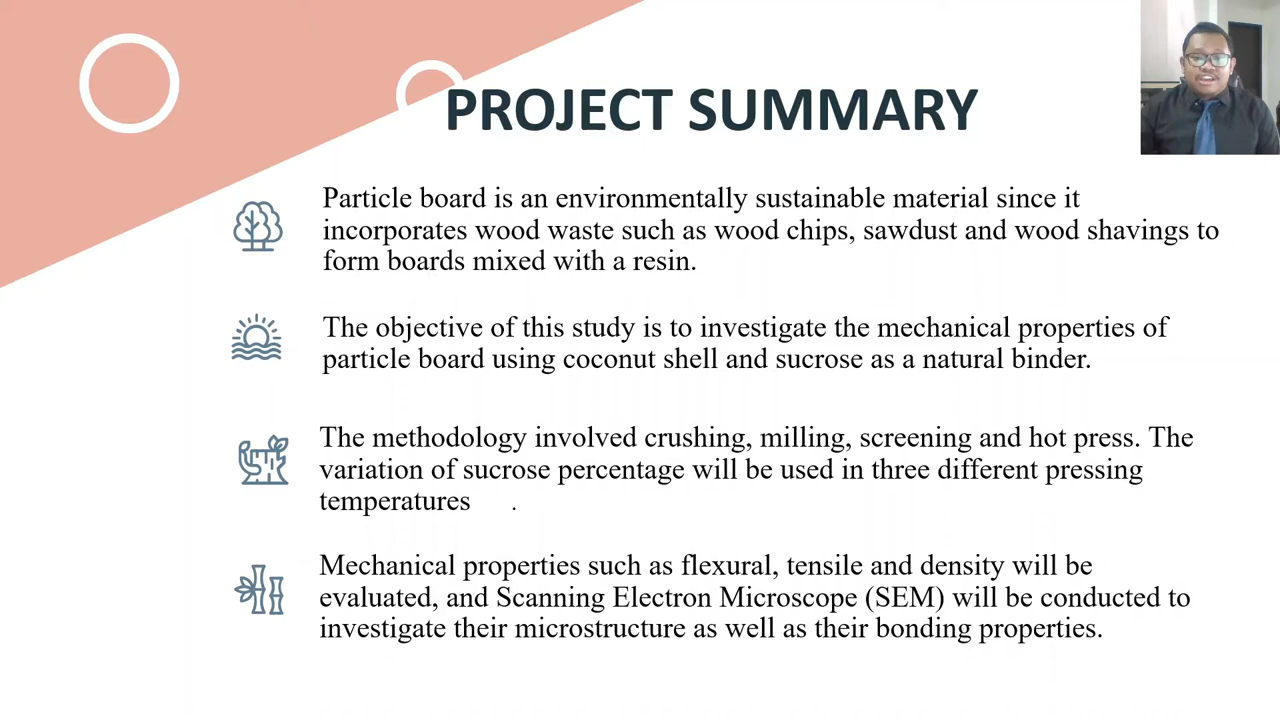 PROJECT SUMMARY
Particle board is an environmentally sustainable material since it
incorporates wood waste such as wood chips, sawdust and wood shavings to
form boards mixed with a resin.
The objective of this study is to investigate the mechanical properties of
particle board using coconut shell and sucrose as a natural binder.
The methodology involved crushing, milling, screening and hot press. The
variation of sucrose percentage will be used in three different pressing
temperatures .
Mechanical properties such as flexural, tensile and density will be
evaluated, and Scanning Electron Microscope (SEM) will be conducted to
investigate their microstructure as well as their bonding properties.